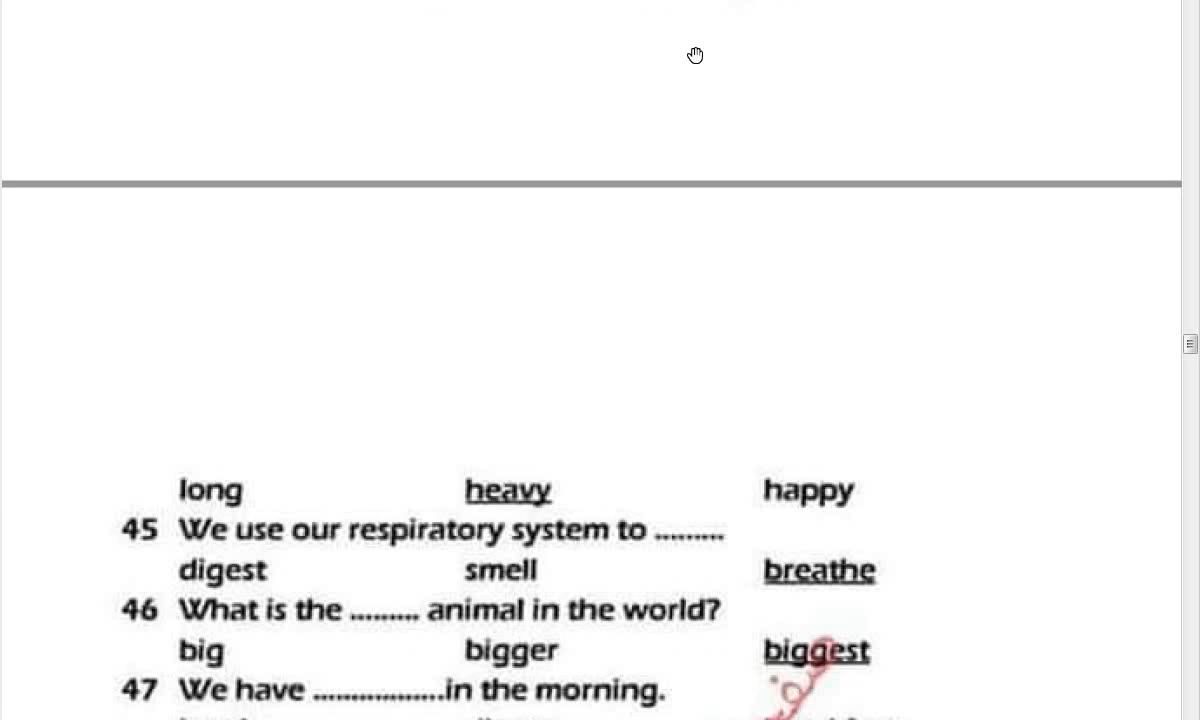 long heavy happy
45 We use our respiratory system to .........
digest smell breathe
46 What is the ......... animal in the world?
big bigger biggest
47 We have .................in the morning.